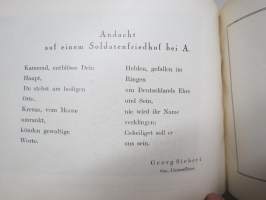 Andacht
auf einem Soldatenfriedhof bei A.
Kamerad, entblöße Dein
Haupt,
Du stehst am heiligen
Orte.
Kreuze, vom Moose
umrankt,
künden gewaltige
Worte.
Helden, gefallen im
Ringen
um Deutschlands Ehre
und Sein,
nie wird ihr Name
verklingen;
Geheiligt soll er
uns sein.
Georg Siebert